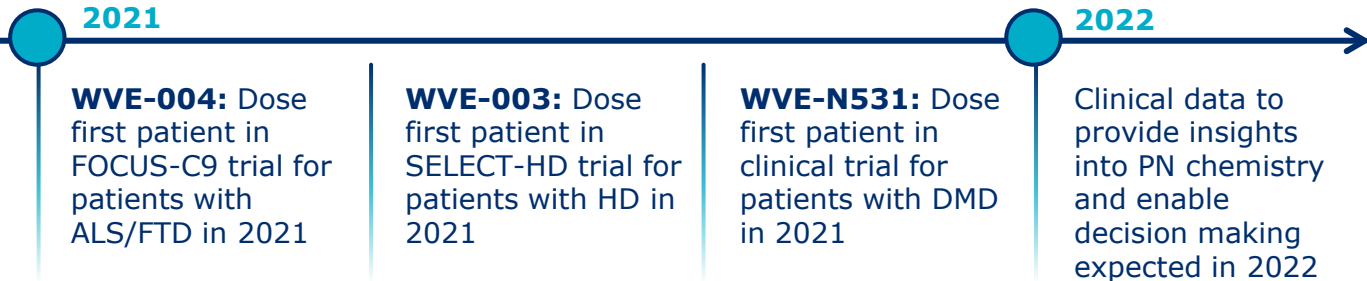 2021
2022
WVE-004: Dose
first patient in
FOCUS-C9 trial for
patients with
ALS/FTD in 2021
WVE-003: Dose
first patient in
SELECT-HD trial for
patients with HD in
2021
WVE-N531: Dose
first patient in
clinical trial for
patients with DMD
in 2021
Clinical data to
provide insights
into PN chemistry
and enable
decision making
expected in 2022